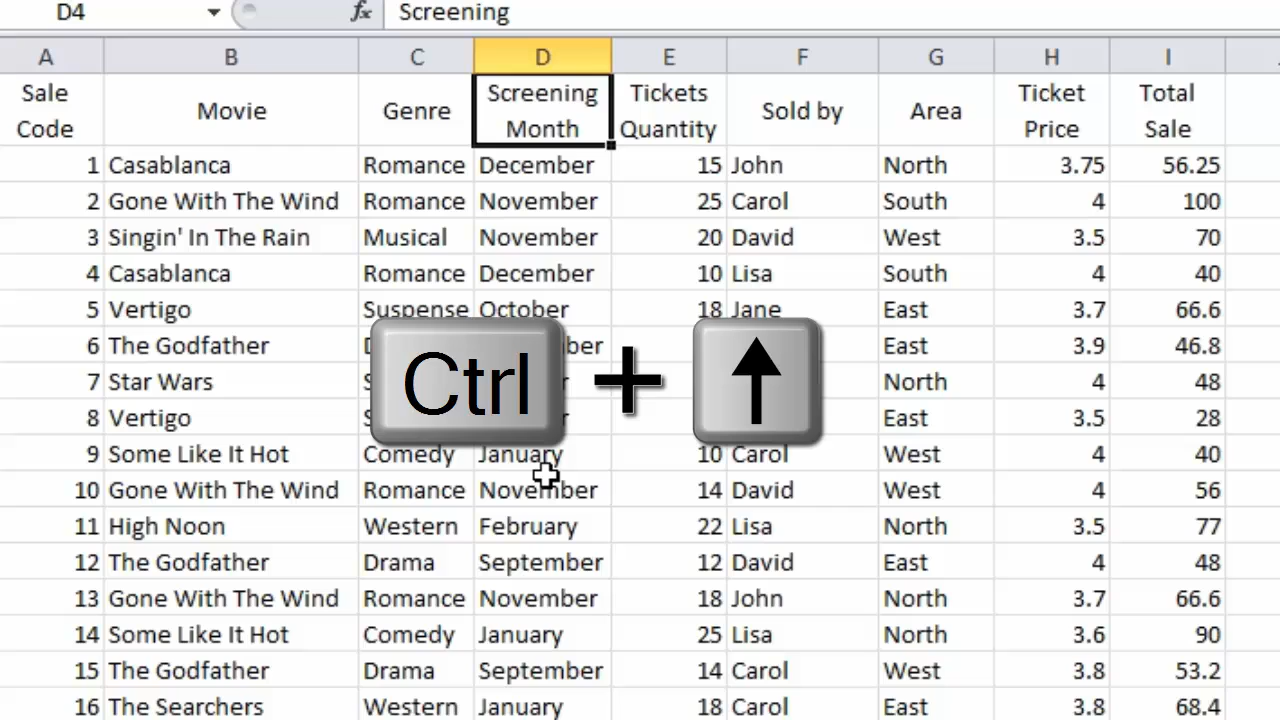 D4 fx Screening
A B C D E F G H I
Sale Code Movie Genre Screening Month Tickets Quantity Sold by Area Ticket Price Total Sale
1 Casablanca Romance December 15 John North 3.75 56.25
2 Gone With The Wind Romance November 25 Carol South 4 100
3 Singin' In The Rain Musical November 20 David West 3.5 70
4 Casablanca Romance December 10 Lisa South 4 40
5 Vertigo Suspense October 18 Jane East 3.7 66.6
6 The Godfather East 3.9 46.8
7 Star Wars North 4 48
Ctrl + ↑
8 Vertigo East 3.5 28
9 Some Like It Hot Comedy January 10 Carol West 4 40
10 Gone With The Wind Romance November 14 David West 4 56
11 High Noon Western February 22 Lisa North 3.5 77
12 The Godfather Drama September 12 David East 4 48
13 Gone With The Wind Romance November 18 John North 3.7 66.6
14 Some Like It Hot Comedy January 25 Lisa North 3.6 90
15 The Godfather Drama September 14 Carol West 3.8 53.2
16 The Searchers Western January 18 Carol East 3.8 68.4